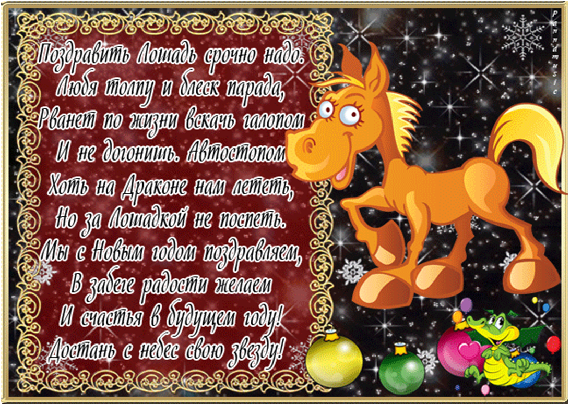 Поздравить Лошадь срочно надо.
Любя толпу и блеск парада,
Рванет по жизни вскачь галопом
И не догонишь. Автостопом
Хоть на Драконе нам лететь,
Но за Лошадкой не поспеть.
Мы с Новым годом поздравляем,
В забеге радости желаем
И счастья в будущем году!
Достань с небес свою звезду!